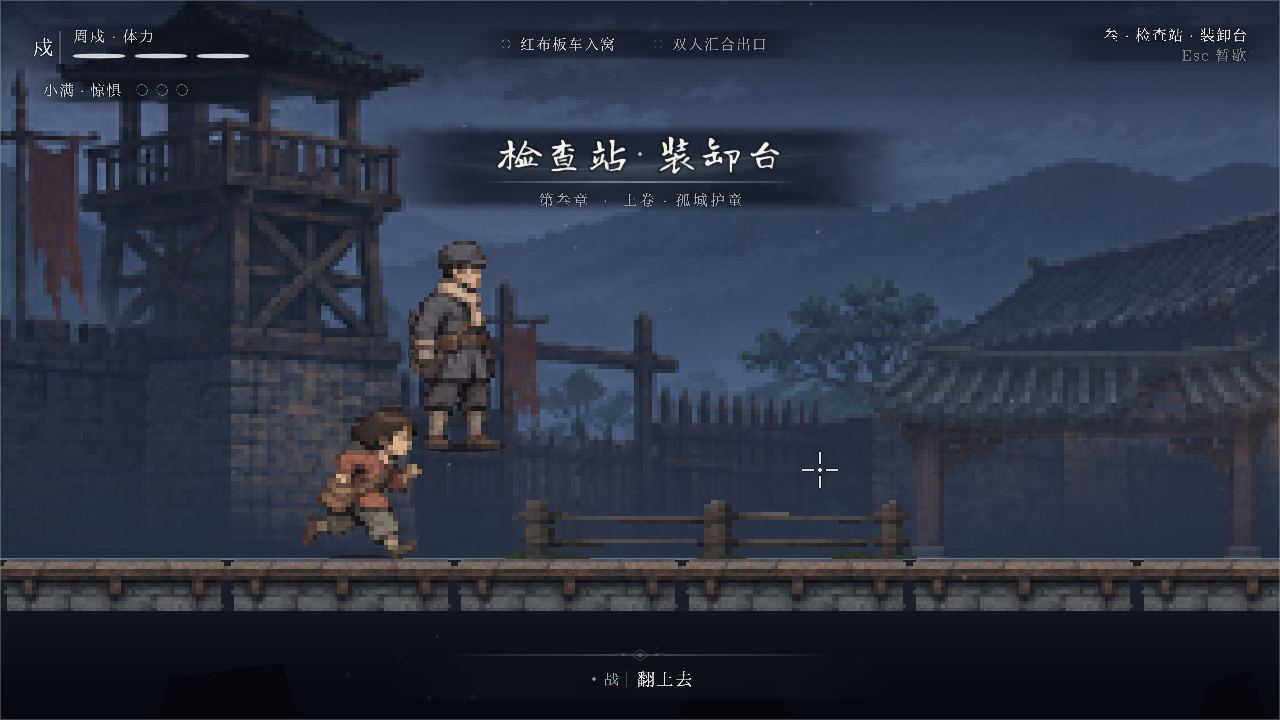 戍
周戍 · 体力
小满 · 惊惧
红布板车入窝
双人汇合出口
叁 · 检查站 · 装卸台
Esc 暂歇
检查站 · 装卸台
第叁章 · 上卷 · 孤城护童
战 翻上去